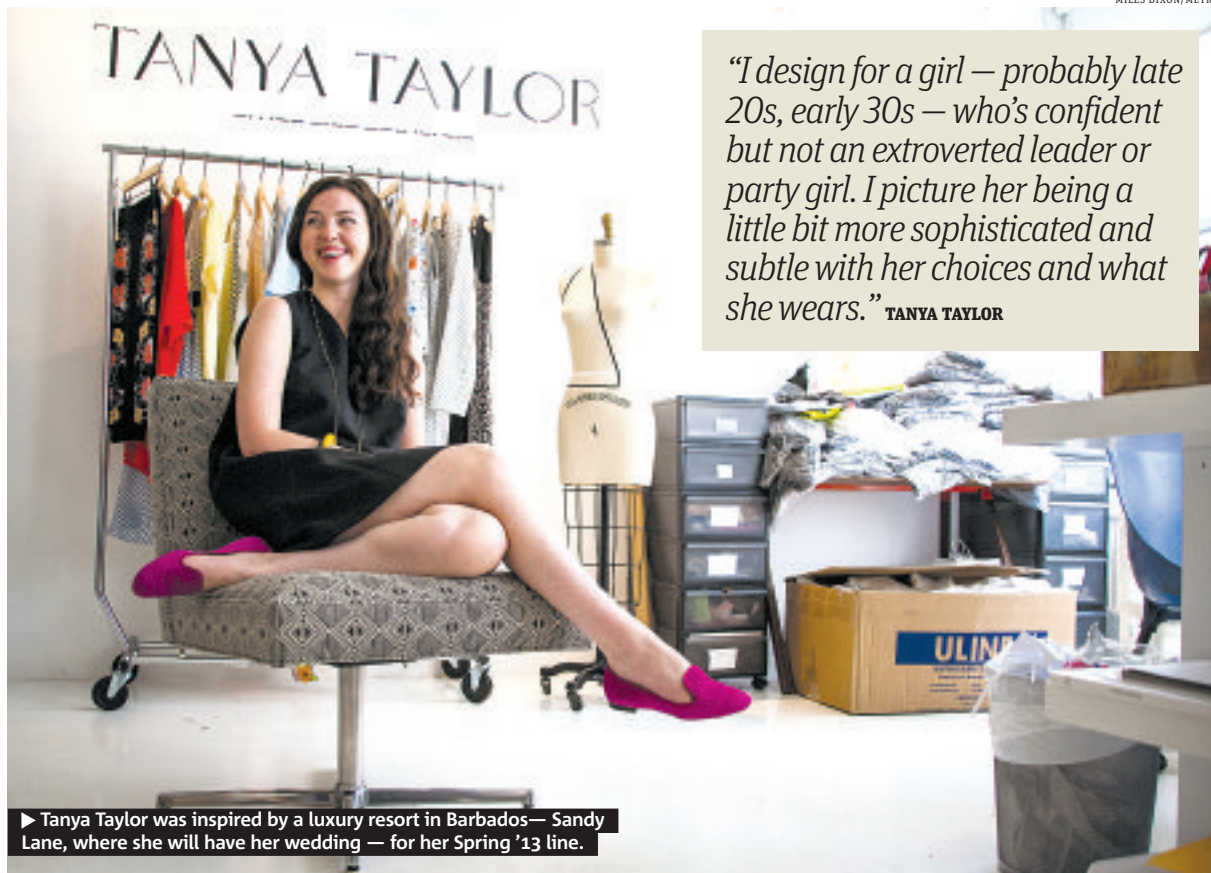 TANYA TAYLOR
“I design for a girl — probably late
20s, early 30s — who’s confident
but not an extroverted leader or
party girl. I picture her being a
little bit more sophisticated and
subtle with her choices and what
she wears.” TANYA TAYLOR
▶ Tanya Taylor was inspired by a luxury resort in Barbados— Sandy
Lane, where she will have her wedding — for her Spring ’13 line.